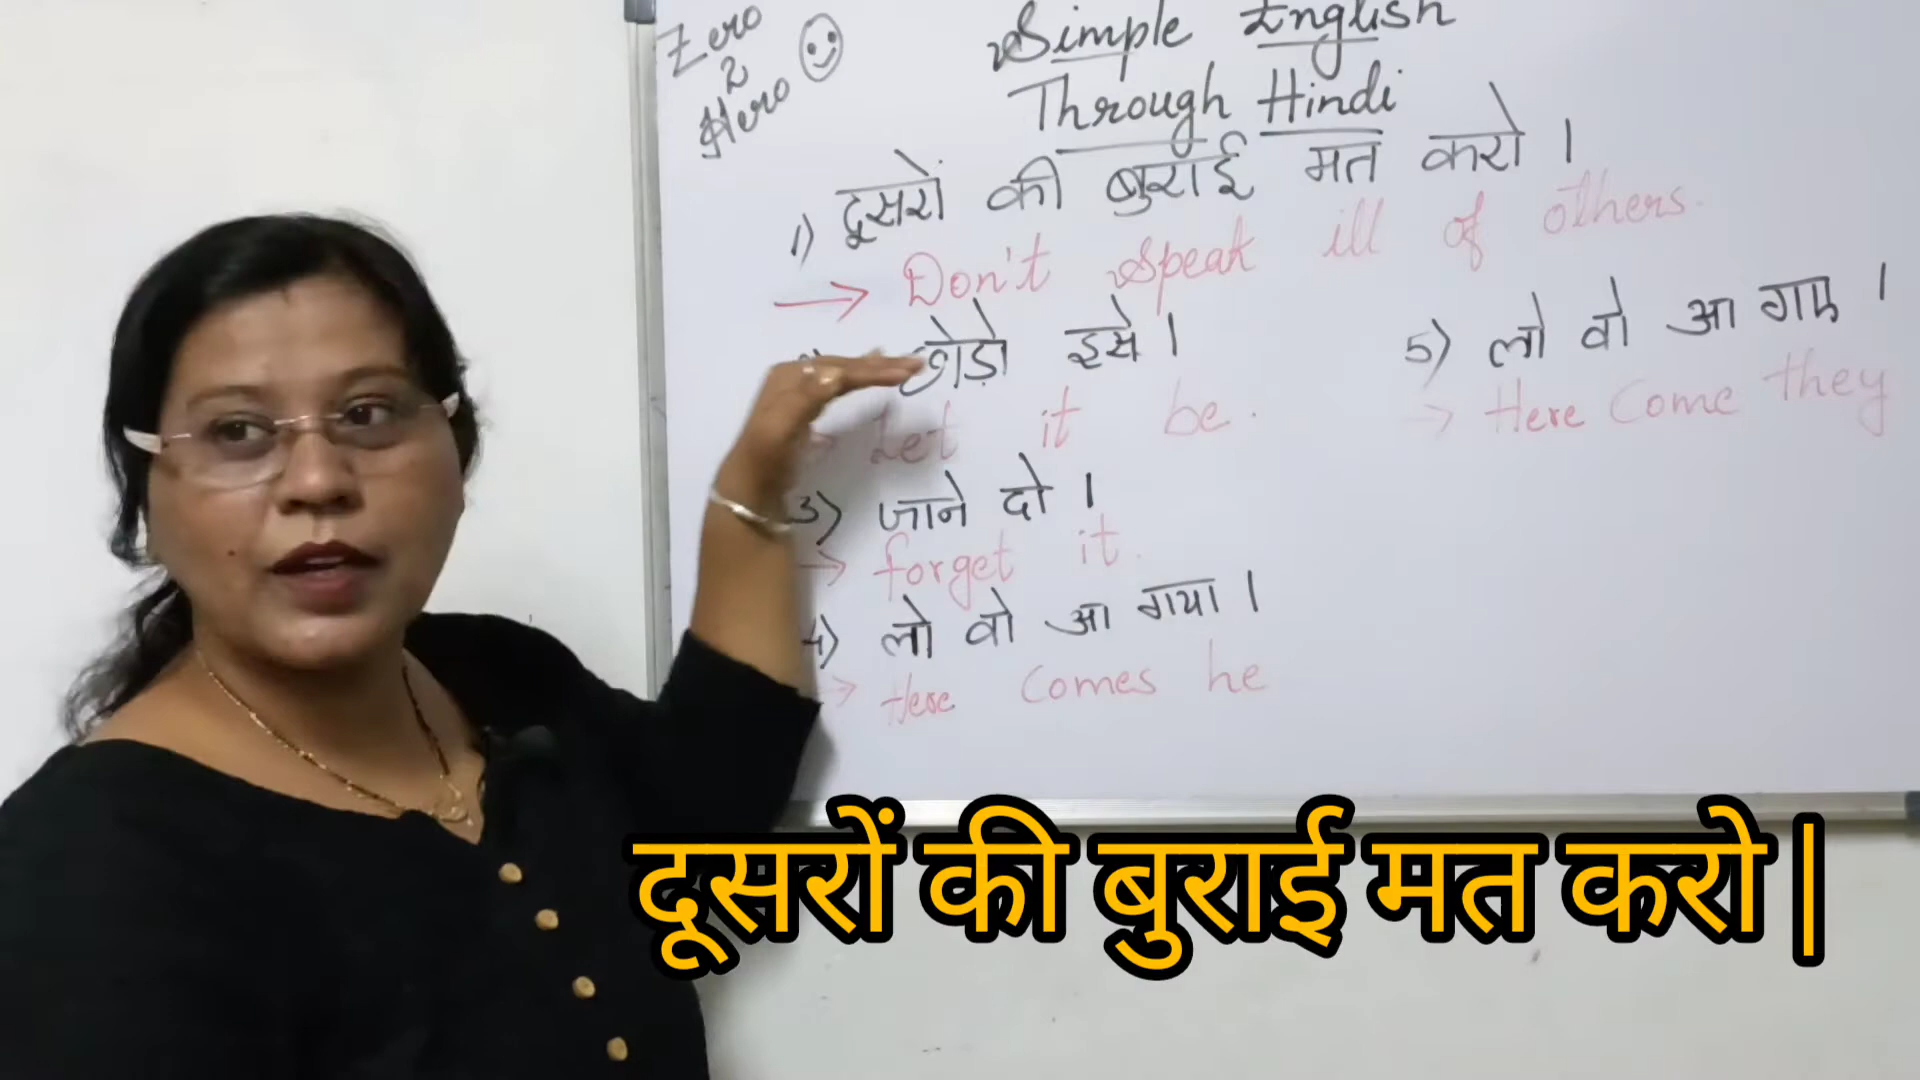 Zero
2
Hero
Simple English
Through Hindi
1) दूसरों की बुराई मत करो ।
→ Don't speak ill of others.
छोड़ो इसे ।
→ Let it be.
3) जाने दो ।
→ forget it.
4) लो वो आ गया ।
→ Here comes he
5) लो वो आ गए ।
→ Here Come they
दूसरों की बुराई मत करो |